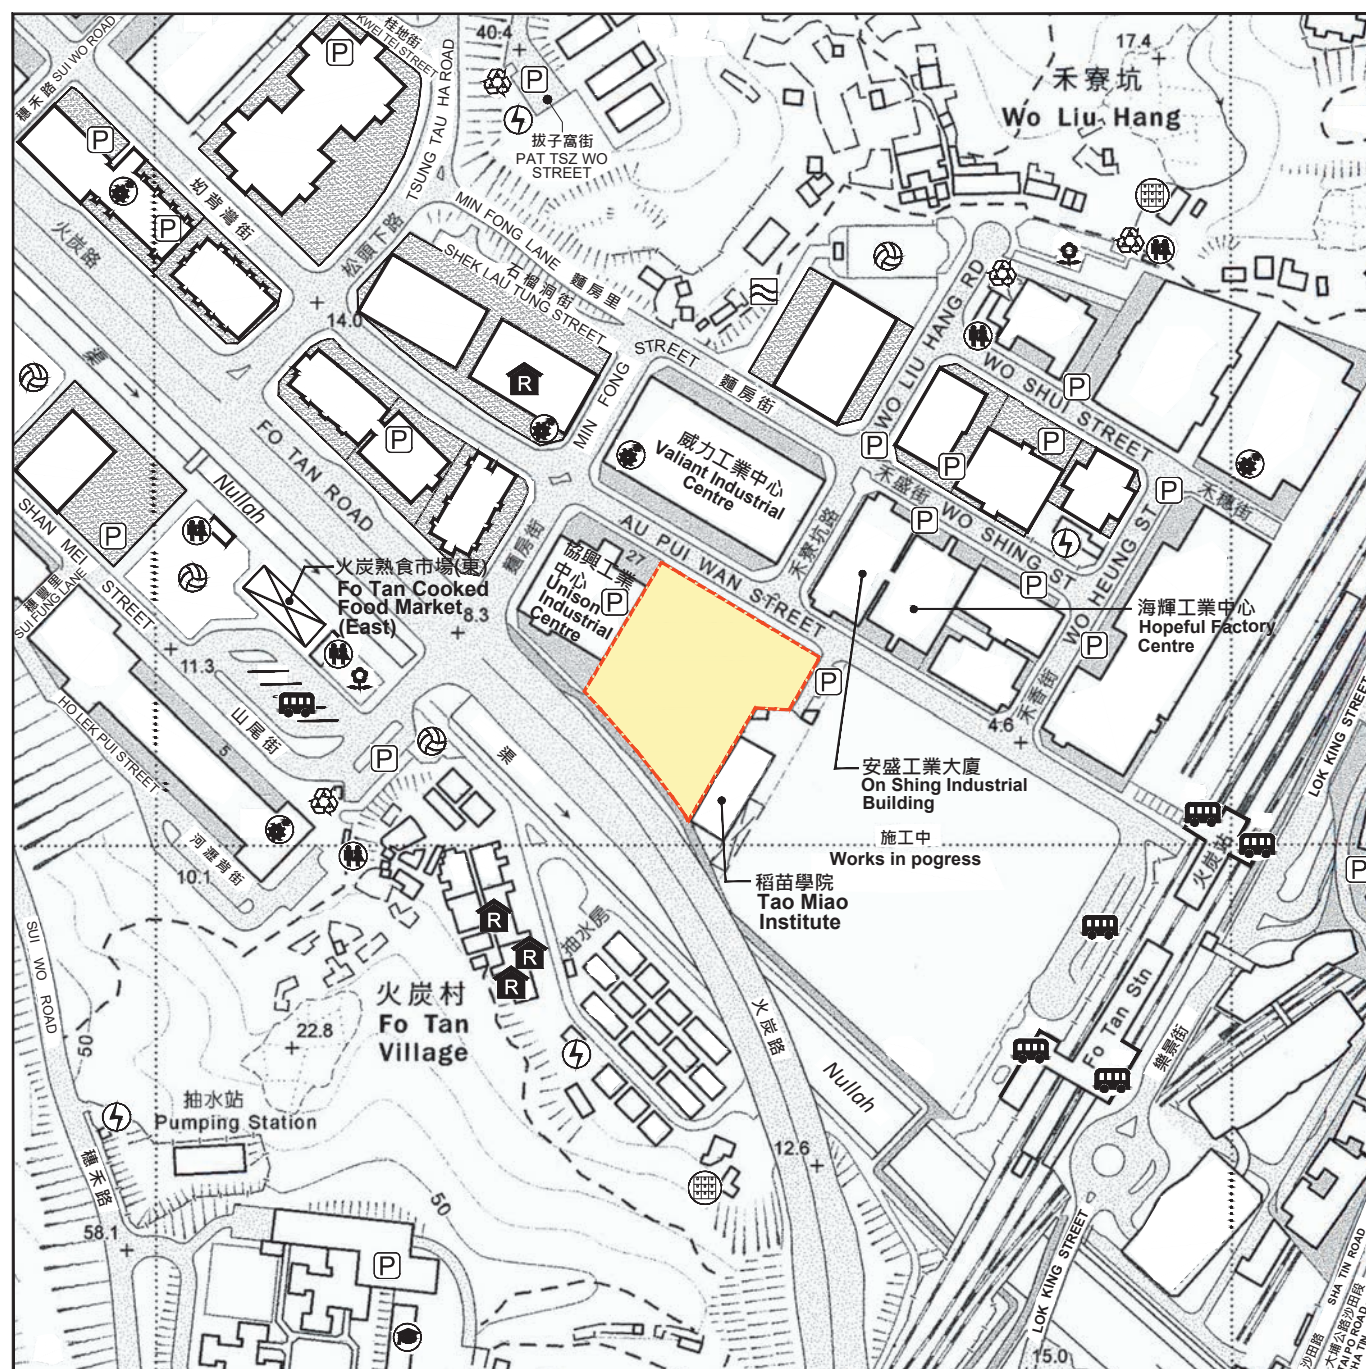 穗禾路 SUI WO ROAD
桂地街
KWEI TEI STREET
P
40.4
P
17.4
禾寮坑
Wo Liu Hang
P
坳背灣街
P
火炭路
TSUNG TAU HA ROAD
松頭下路
拔子窩街
PAT TSZ WO
STREET
MIN FONG LANE 麵房里
石榴洞街
SHEK LAU TUNG STREET
14.0
R
渠
MIN FONG STREET
麵房街
WO LIU HANG RD
WO SHUI STREET
P
P
P
P
P
P
禾穗街
威力工業中心
Valiant Industrial
Centre
FO TAN ROAD
Nullah
P
禾盛街
P
WO SHING ST
WO HEUNG ST
SHAN MEI STREET
P
穗豐里
SUI FUNG LANE
火炭熟食市場(東)
Fo Tan Cooked
Food Market
(East)
麵房街
協興工業
中心
Unison
Industrial
Centre
27
P
AU PUI WAN STREET
禾寮坑路
P
P
海輝工業中心
Hopeful Factory
Centre
8.3
11.3
山尾街
5
HO LEK PUI STREET
P
P
禾香街
4.6
渠
安盛工業大廈
On Shing Industrial
Building
施工中
Works in pogress
稻苗學院
Tao Miao
Institute
LOK KING STREET
火炭站
P
河瀝背街
10.1
SUI WO ROAD
R
R
R
抽水房
火炭村
Fo Tan
Village
22.8
50
火炭路
Fo Tan Stn
樂景街
Nullah
抽水站
Pumping Station
穗禾路
58.1
50
12.6
P
LOK KING STREET
15.0
沙田路
SHA TIN ROAD
大埔公路沙田段